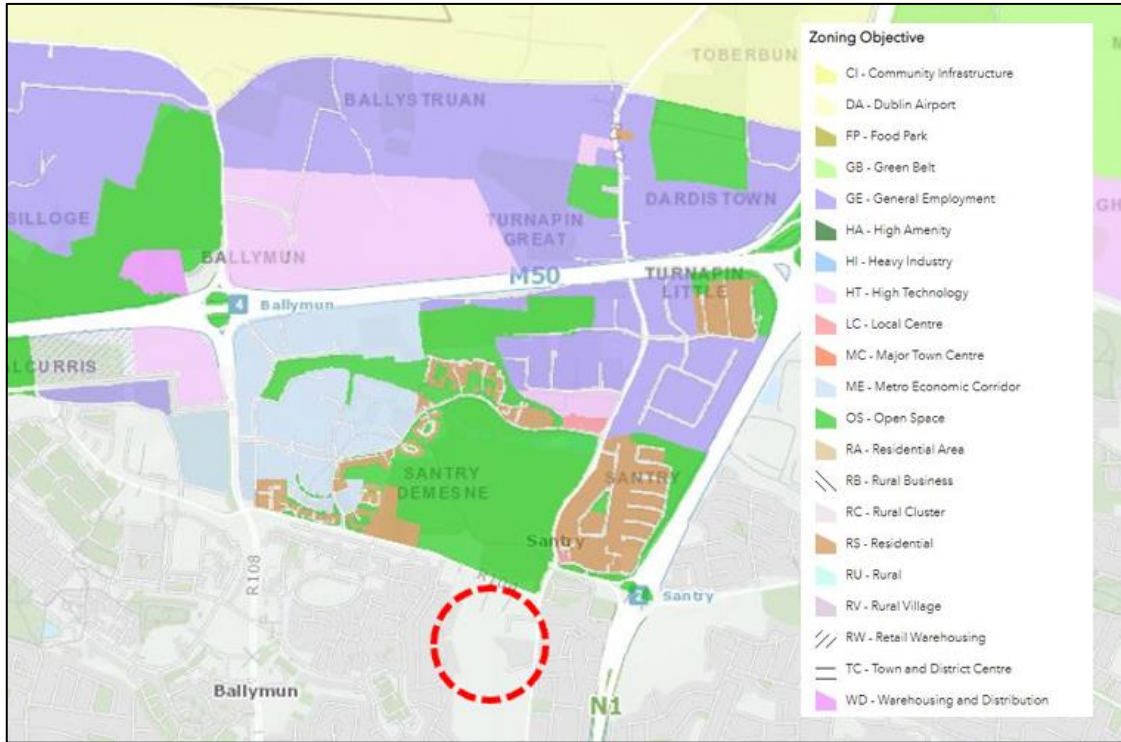 TOBERBUN
BALLYSTRUAN
SILLOGE
DARDISTOWN
TURNAPIN
GREAT
BALLYMUN
M50
TURNAPIN
LITTLE
4 Ballymun
ALCURRIS
SANTRY
DEMESNE
SANTRY
Santry
R108
2 Santry
Ballymun
N1
Zoning Objective
CI - Community Infrastructure
DA - Dublin Airport
FP - Food Park
GB - Green Belt
GE - General Employment
HA - High Amenity
HI - Heavy Industry
HT - High Technology
LC - Local Centre
MC - Major Town Centre
ME - Metro Economic Corridor
OS - Open Space
RA - Residential Area
RB - Rural Business
RC - Rural Cluster
RS - Residential
RU - Rural
RV - Rural Village
RW - Retail Warehousing
TC - Town and District Centre
WD - Warehousing and Distribution